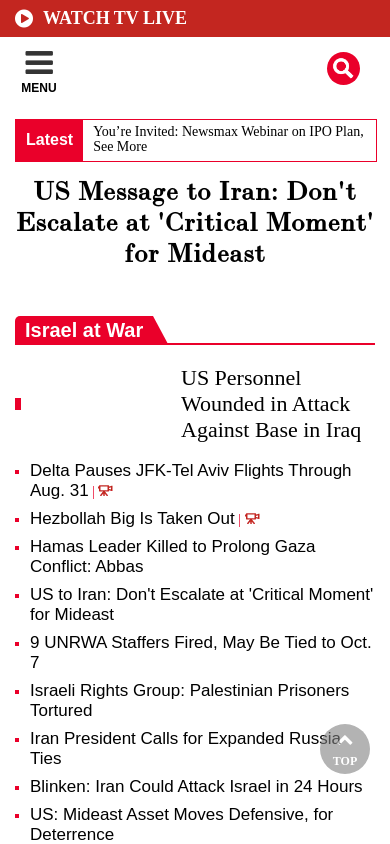 WATCH TV LIVE
MENU
Latest
You’re Invited: Newsmax Webinar on IPO Plan,
See More
US Message to Iran: Don't
Escalate at 'Critical Moment'
for Mideast
Israel at War
US Personnel
Wounded in Attack
Against Base in Iraq
Delta Pauses JFK-Tel Aviv Flights Through
Aug. 31 |
Hezbollah Big Is Taken Out |
Hamas Leader Killed to Prolong Gaza
Conflict: Abbas
US to Iran: Don't Escalate at 'Critical Moment'
for Mideast
9 UNRWA Staffers Fired, May Be Tied to Oct.
7
Israeli Rights Group: Palestinian Prisoners
Tortured
Iran President Calls for Expanded Russia
Ties
TOP
Blinken: Iran Could Attack Israel in 24 Hours
US: Mideast Asset Moves Defensive, for
Deterrence